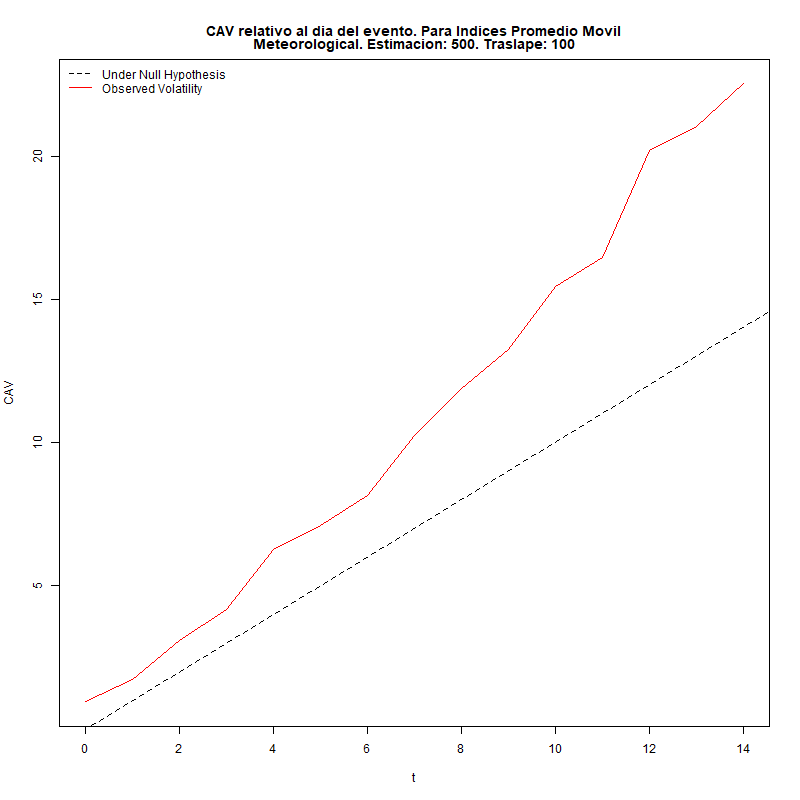 CAV relativo al dia del evento. Para Indices Promedio Movil
Meteorological. Estimacion: 500. Traslape: 100
Under Null Hypothesis
Observed Volatility
20
15
10
5
CAV
0 2 4 6 8 10 12 14
t